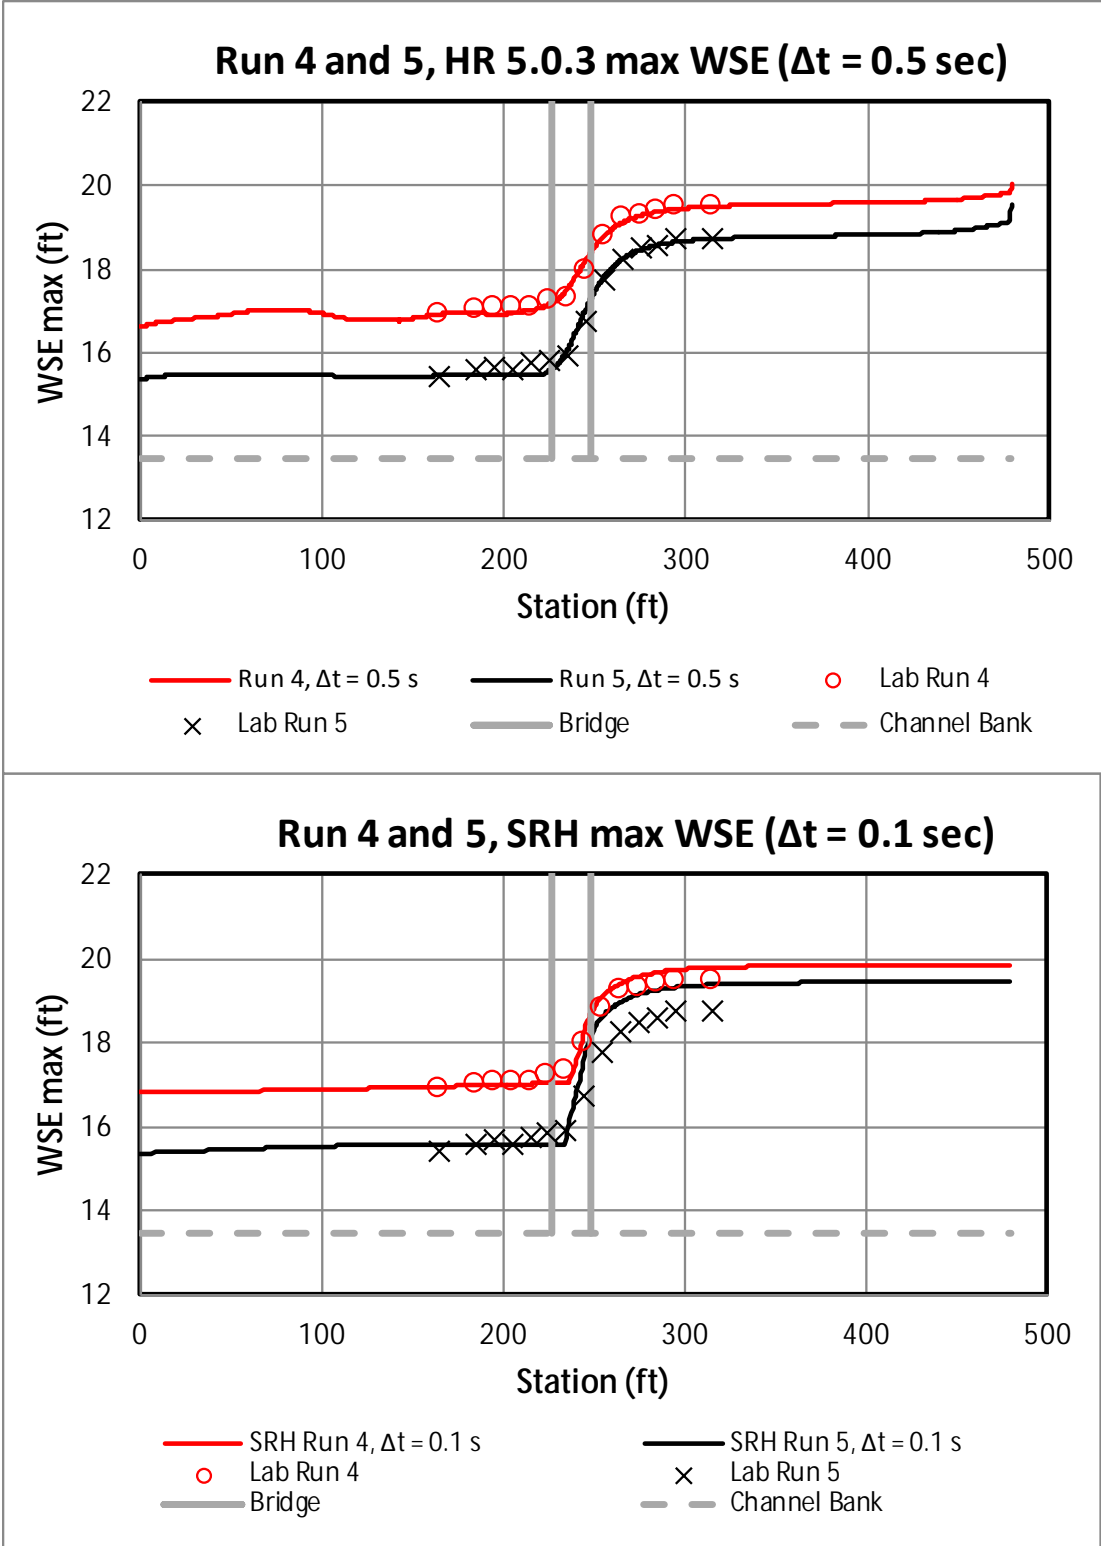 Run 4 and 5, HR 5.0.3 max WSE (Δt = 0.5 sec)
22
20
18
16
14
12
WSE max (ft)
0 100 200 300 400 500
Station (ft)
Run 4, Δt = 0.5 s Run 5, Δt = 0.5 s Lab Run 4
Lab Run 5 Bridge Channel Bank
Run 4 and 5, SRH max WSE (Δt = 0.1 sec)
22
20
18
16
14
12
WSE max (ft)
0 100 200 300 400 500
Station (ft)
SRH Run 4, Δt = 0.1 s SRH Run 5, Δt = 0.1 s
Lab Run 4 Lab Run 5
Bridge Channel Bank